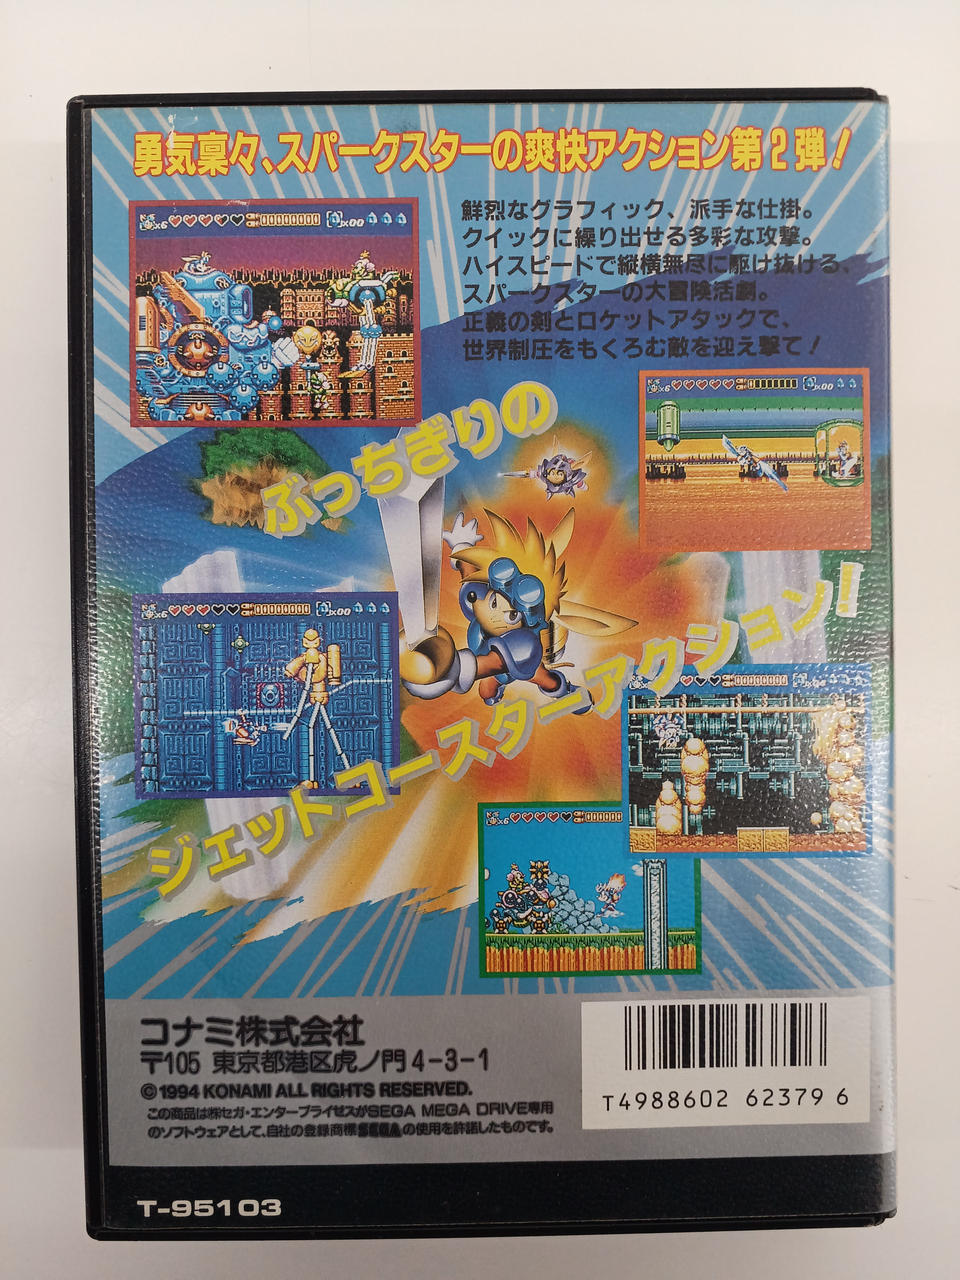 勇気凛々、スパークスターの爽快アクション第2弾!
鮮烈なグラフィック、派手な仕掛。
クイックに繰り出せる多彩な攻撃。
ハイスピードで縦横無尽に駆け抜ける、
スパークスターの大冒険活劇。
正義の剣とロケットアタックで、
世界制圧をもくろむ敵を迎え撃て!
ぶっちぎりの
ジェットコースターアクション!
コナミ株式会社
〒105 東京都港区虎ノ門4-3-1
©1994 KONAMI ALL RIGHTS RESERVED.
この商品は㈱セガ・エンタープライゼスがSEGA MEGA DRIVE専用
のソフトウェアとして、自社の登録商標SEGAの使用を許諾したものです。
T4988602 623796
T-95103